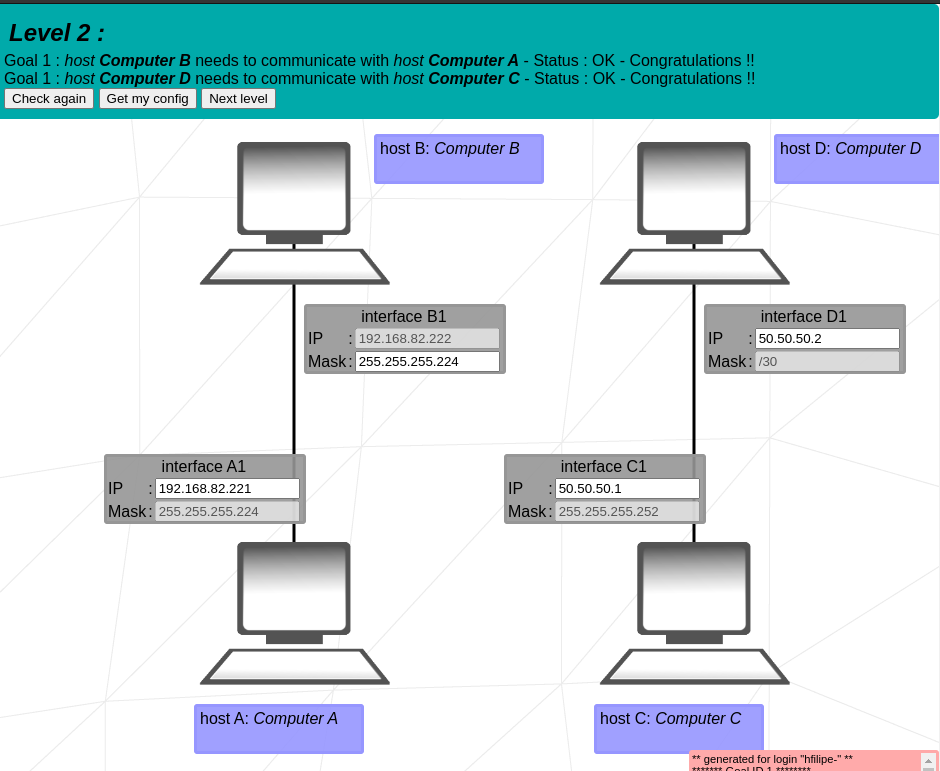 Level 2 :
Goal 1 : host Computer B needs to communicate with host Computer A - Status : OK - Congratulations !!
Goal 1 : host Computer D needs to communicate with host Computer C - Status : OK - Congratulations !!
Check again Get my config Next level
host B: Computer B
host D: Computer D
interface B1
IP : 192.168.82.222
Mask : 255.255.255.224
interface D1
IP : 50.50.50.2
Mask : /30
interface A1
IP : 192.168.82.221
Mask : 255.255.255.224
interface C1
IP : 50.50.50.1
Mask : 255.255.255.252
host A: Computer A
host C: Computer C
** generated for login "hfilipe-" **
******* Goal ID 1 ********